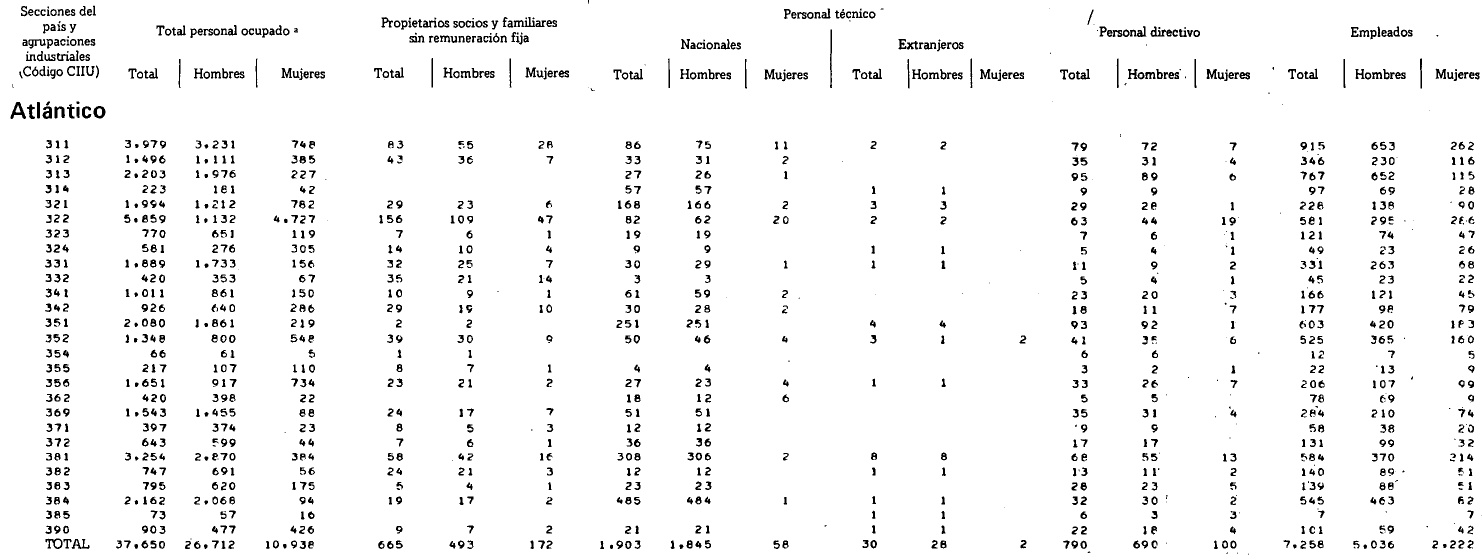 Secciones del país y agrupaciones industriales (Código CIIU) Total personal ocupado a Propietarios socios y familiares sin remuneración fija Personal técnico Personal directivo Empleados
Nacionales Extranjeros
Total Hombres Mujeres Total Hombres Mujeres Total Hombres Mujeres Total Hombres Mujeres Total Hombres Mujeres Total Hombres Mujeres
Atlántico
311 3.979 3.231 748 83 55 28 86 75 11 2 2 79 72 7 915 653 262
312 1.496 1.111 385 43 36 7 33 31 2 35 31 4 346 230 116
313 2.203 1.976 227 27 26 1 95 89 6 767 652 115
314 223 181 42 57 57 1 1 9 9 97 69 28
321 1.994 1.212 782 29 23 6 168 166 2 3 3 29 28 1 228 138 90
322 5.859 1.132 4.727 156 109 47 82 62 20 2 2 63 44 19 581 295 286
323 770 651 119 7 6 1 19 19 7 6 1 121 74 47
324 581 276 305 14 10 4 9 9 1 1 5 4 1 49 23 26
331 1.889 1.733 156 32 25 7 30 29 1 1 1 11 9 2 331 263 68
332 420 353 67 35 21 14 3 3 5 4 1 45 23 22
341 1.011 861 150 10 9 1 61 59 2 23 20 3 166 121 45
342 926 640 286 29 19 10 30 28 2 18 11 7 177 98 79
351 2.080 1.861 219 2 2 251 251 4 4 93 92 1 603 420 183
352 1.348 800 548 39 30 9 50 46 4 3 1 2 41 35 6 525 365 160
354 66 61 5 1 1 6 6 12 7 5
355 217 107 110 8 7 1 4 4 3 2 1 22 13 9
356 1.651 917 734 23 21 2 27 23 4 1 1 33 26 7 206 107 99
362 420 398 22 18 12 6 5 5 78 69 9
369 1.543 1.455 88 24 17 7 51 51 35 31 4 284 210 74
371 397 374 23 8 5 3 12 12 9 9 58 38 20
372 643 599 44 7 6 1 36 36 17 17 131 99 32
381 3.254 2.870 384 58 42 16 308 306 2 8 8 68 55 13 584 370 214
382 747 691 56 24 21 3 12 12 1 1 13 11 2 140 89 51
383 795 620 175 5 4 1 23 23 28 23 5 139 88 51
384 2.162 2.068 94 19 17 2 485 484 1 1 1 32 30 2 545 463 82
385 73 57 16 1 1 6 3 3 7 7
390 903 477 426 9 7 2 21 21 1 1 22 18 4 101 59 42
TOTAL 37.650 26.712 10.938 665 493 172 1.903 1.845 58 30 28 2 790 690 100 7.258 5.036 2.222